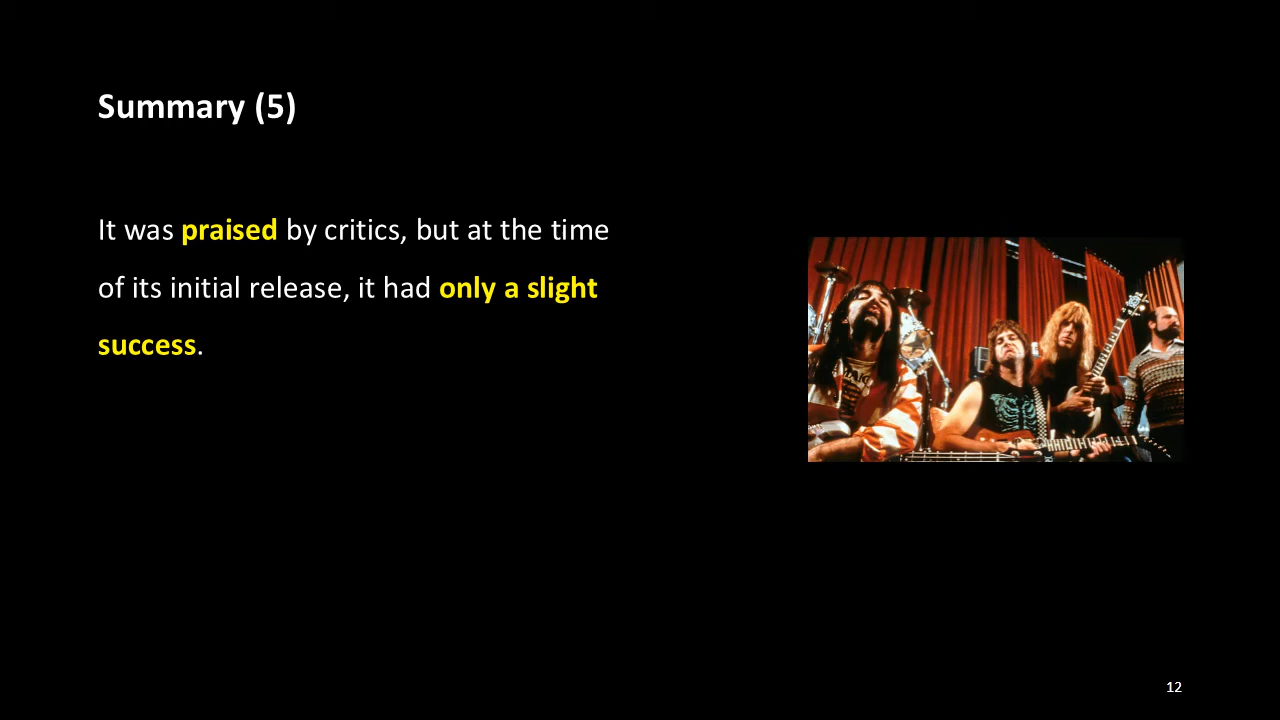 Summary (5)
It was praised by critics, but at the time
of its initial release, it had only a slight
success.
12